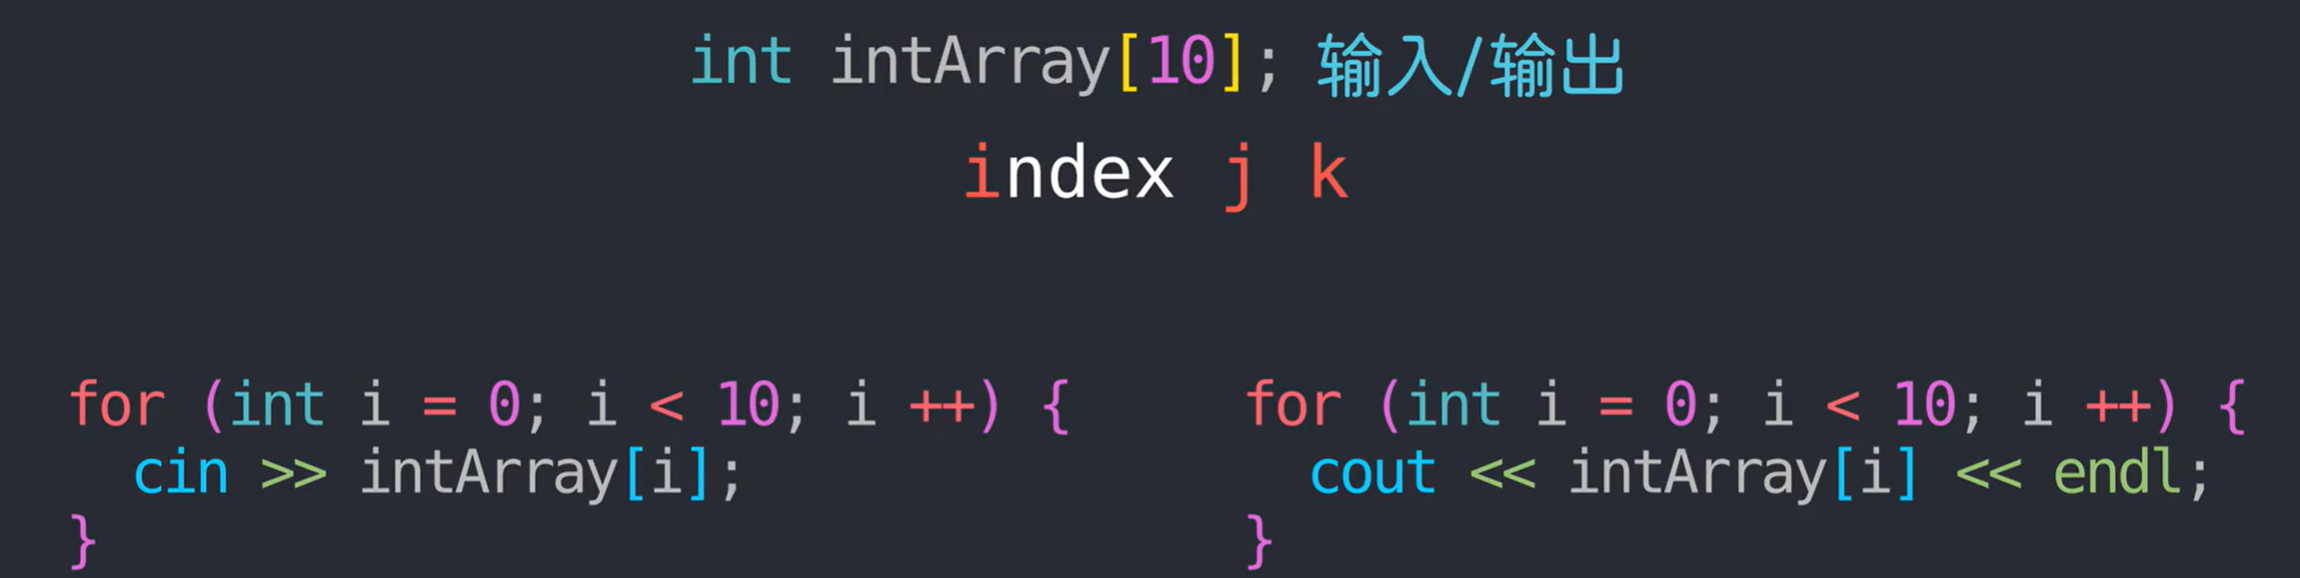 int intArray[10]; 输入/输出
index j k
for (int i = 0; i < 10; i ++) {
  cin >> intArray[i];
}
for (int i = 0; i < 10; i ++) {
  cout << intArray[i] << endl;
}